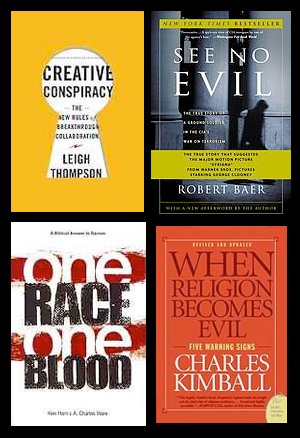 CREATIVE
CONSPIRACY
THE
NEW RULES of
BREAKTHROUGH
COLLABORATION
LEIGH
THOMPSON
NEW YORK TIMES BESTSELLER
SEE NO
EVIL
THE TRUE STORY OF
A GROUND SOLDIER
IN THE CIA'S
WAR ON TERRORISM
THE TRUE STORY THAT SUGGESTED
THE MAJOR MOTION PICTURE
"SYRIANA"
FROM WARNER BROS. PICTURES
STARRING GEORGE CLOONEY
ROBERT BAER
WITH A NEW AFTERWORD BY THE AUTHOR
A Biblical Answer to Racism
one
RACE
one
BLOOD
Ken Ham & A. Charles Ware
REVISED AND UPDATED
WHEN
RELIGION
BECOMES
EVIL
FIVE WARNING SIGNS
CHARLES
KIMBALL